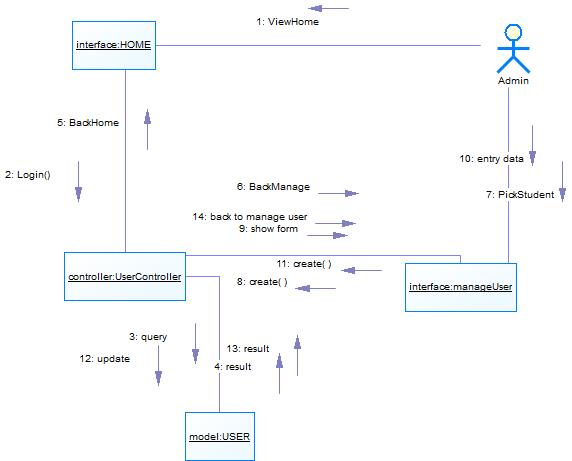 1: ViewHome
interface:HOME
Admin
5: BackHome
10: entry data
2: Login()
6: BackManage
7: PickStudent
14: back to manage user
9: show form
11: create( )
controller:UserController
8: create( )
interface:manageUser
3: query
13: result
12: update
4: result
model:USER